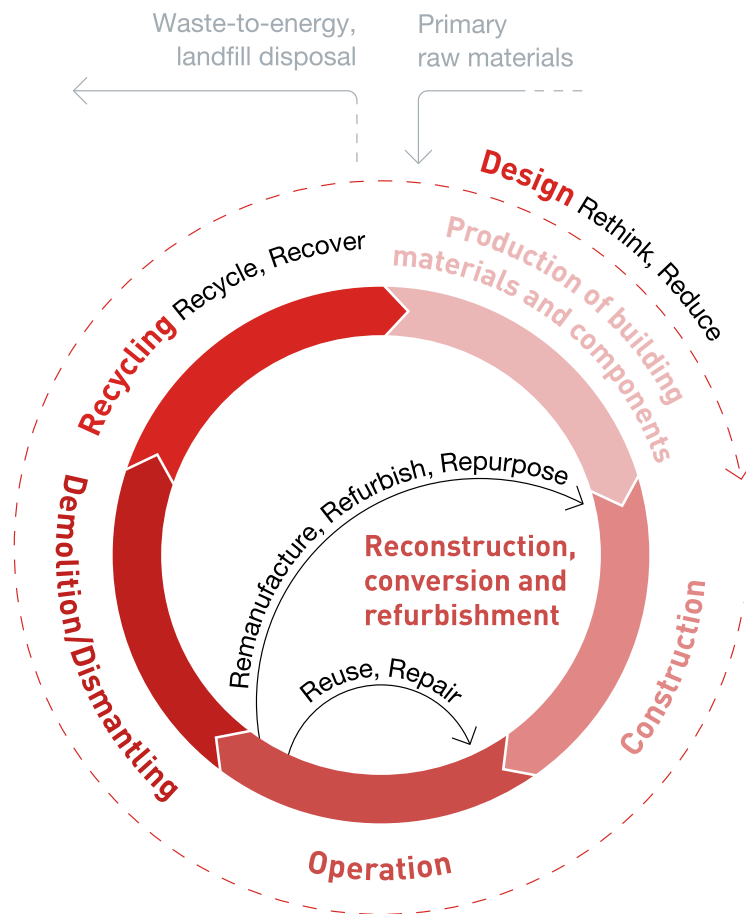 Waste-to-energy,
landfill disposal
Primary
raw materials
Design Rethink, Reduce
Production of building
materials and components
Recycling Recycle, Recover
Remanufacture, Refurbish, Repurpose
Reconstruction,
conversion and
refurbishment
Reuse, Repair
Demolition/Dismantling
Construction
Operation